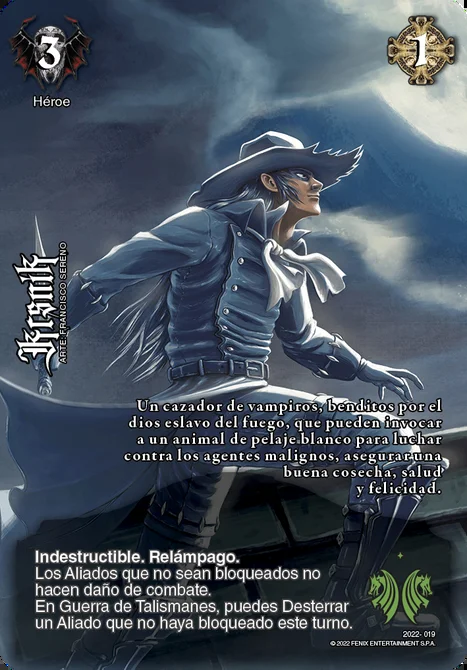 3
1
Héroe
Krsnik
ARTE: FRANCISCO SERENO
Un cazador de vampiros, benditos por el
dios eslavo del fuego, que pueden invocar
a un animal de pelaje blanco para luchar
contra los agentes malignos, asegurar una
buena cosecha, salud
y felicidad.
Indestructible. Relámpago.
Los Aliados que no sean bloqueados no
hacen daño de combate.
En Guerra de Talismanes, puedes Desterrar
un Aliado que no haya bloqueado este turno.
2022- 019
© 2022 FENIX ENTERTAINMENT S.P.A.